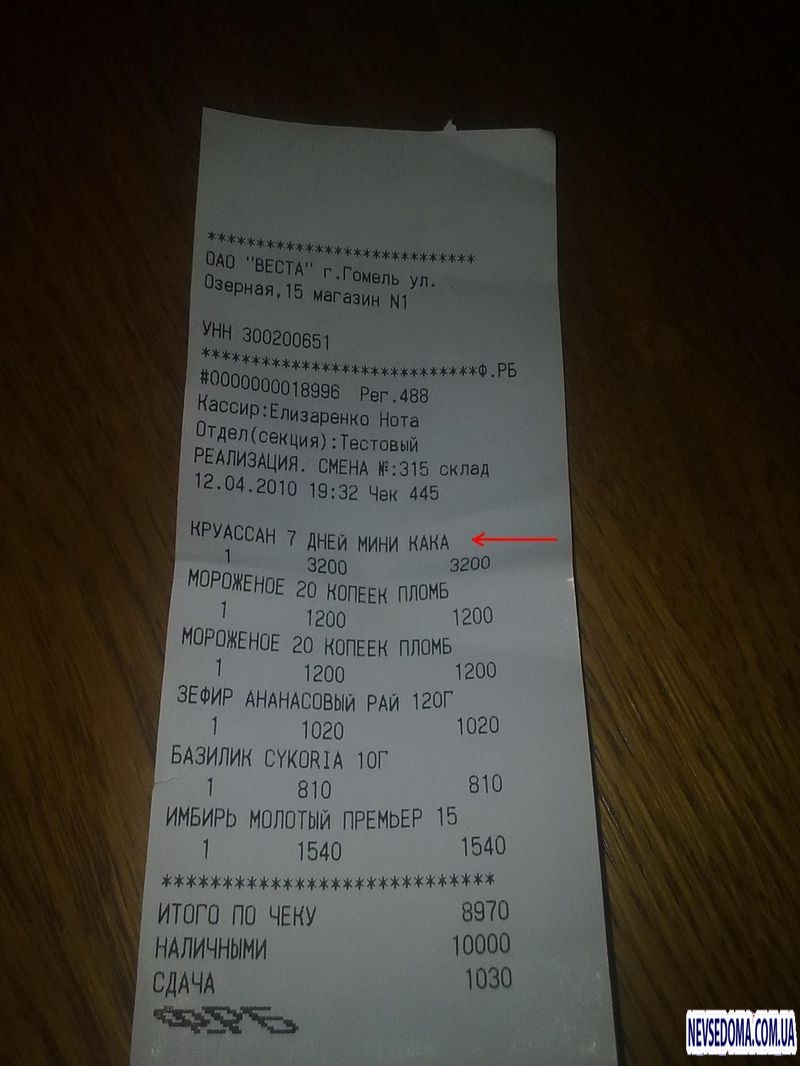 ****************************
ОАО "ВЕСТА" г.Гомель ул.
Озерная,15 магазин N1
УНН 300200651
****************************Ф.РБ
#0000000018996 Рег.488
Кассир:Елизаренко Нота
Отдел(секция):Тестовый
РЕАЛИЗАЦИЯ. СМЕНА №:315 склад
12.04.2010 19:32 Чек 445
КРУАССАН 7 ДНЕЙ МИНИ КАКА
1 3200 3200
МОРОЖЕНОЕ 20 КОПЕЕК ПЛОМБ
1 1200 1200
МОРОЖЕНОЕ 20 КОПЕЕК ПЛОМБ
1 1200 1200
ЗЕФИР АНАНАСОВЫЙ РАЙ 120Г
1 1020 1020
БАЗИЛИК CYKORIA 10Г
1 810 810
ИМБИРЬ МОЛОТЫЙ ПРЕМЬЕР 15
1 1540 1540
****************************
ИТОГО ПО ЧЕКУ 8970
НАЛИЧНЫМИ 10000
СДАЧА 1030
NEVSEDOMA.COM.UA